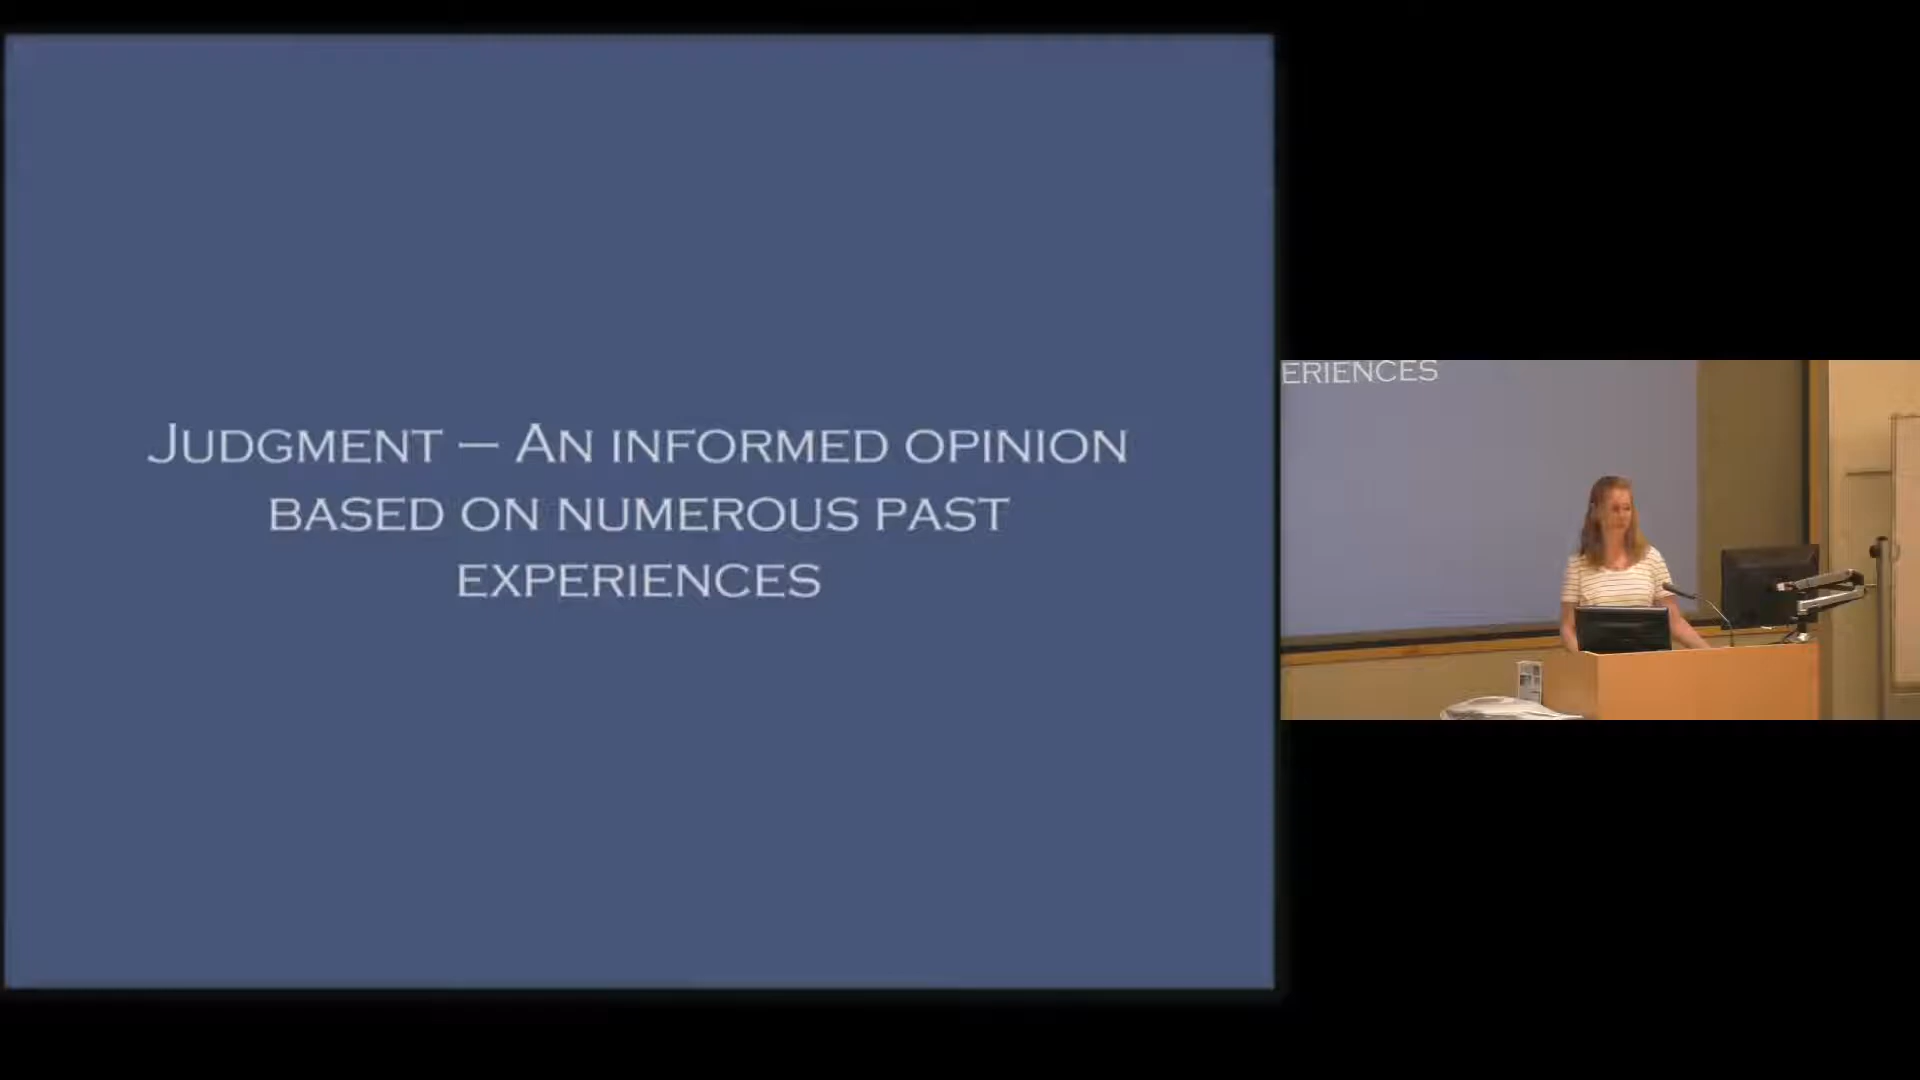 JUDGMENT – AN INFORMED OPINION
BASED ON NUMEROUS PAST
EXPERIENCES
ERIENCES